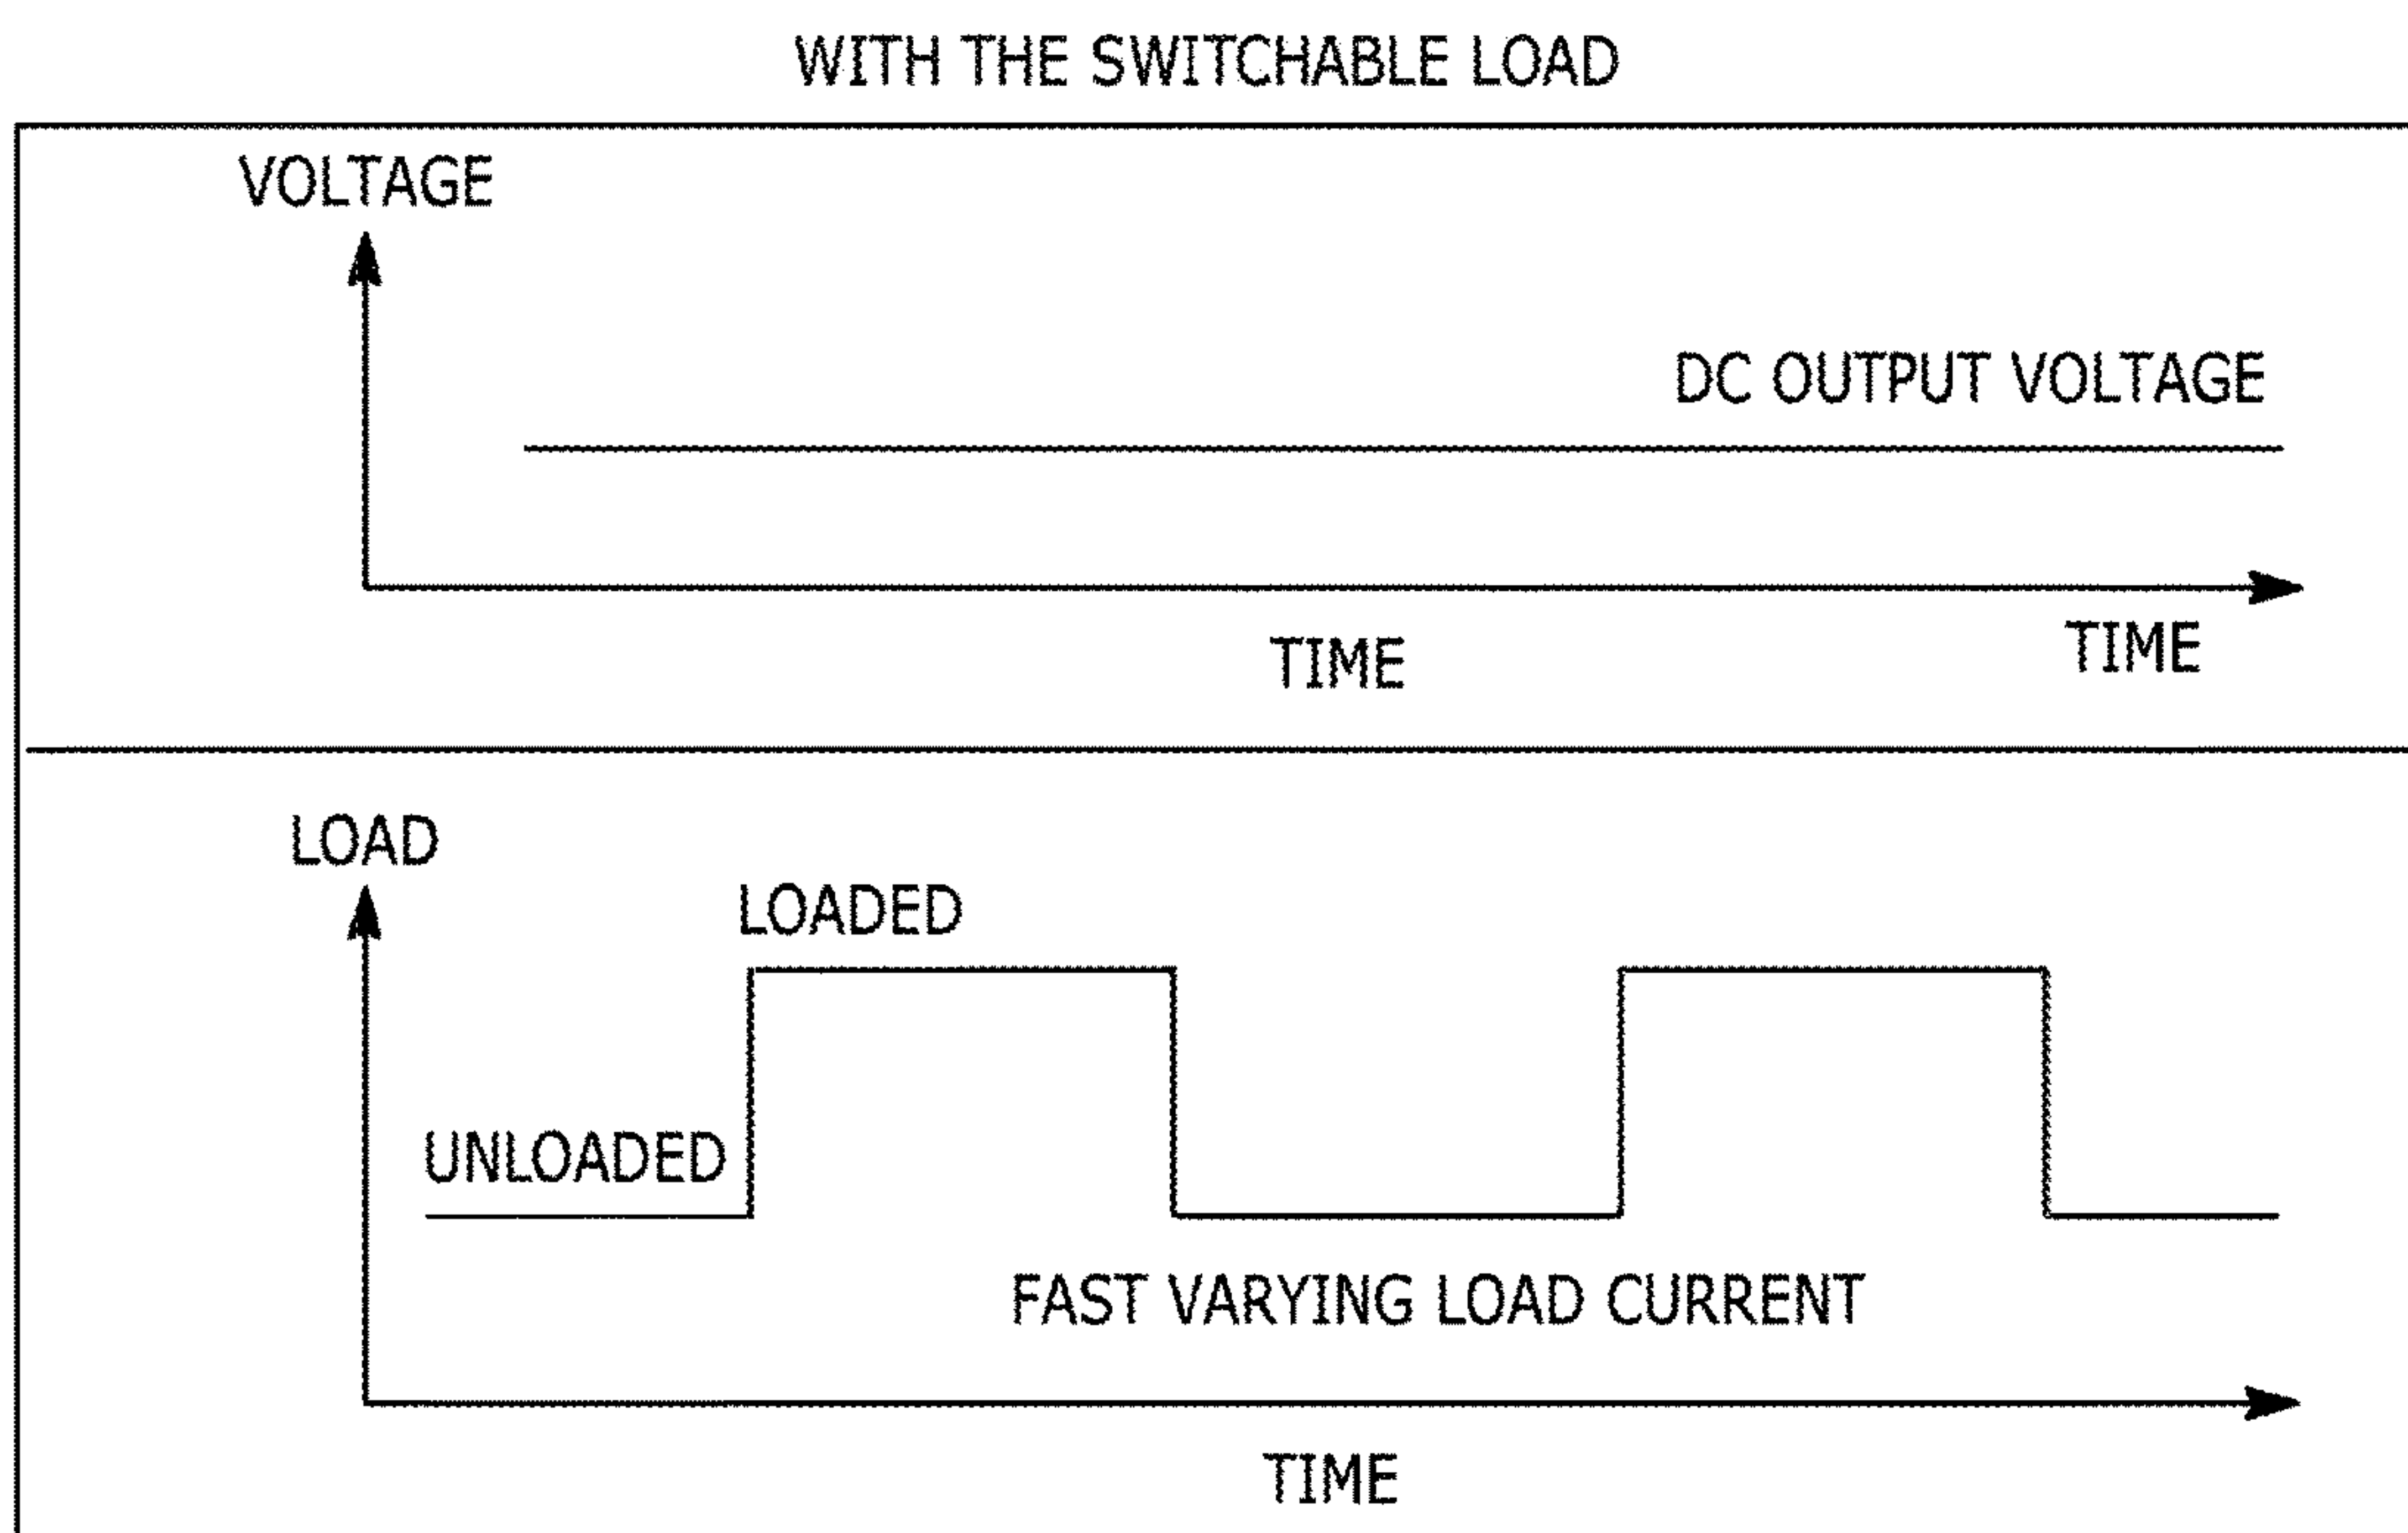 WITH THE SWITCHABLE LOAD
VOLTAGE
DC OUTPUT VOLTAGE
TIME
TIME
LOAD
LOADED
UNLOADED
FAST VARYING LOAD CURRENT
TIME